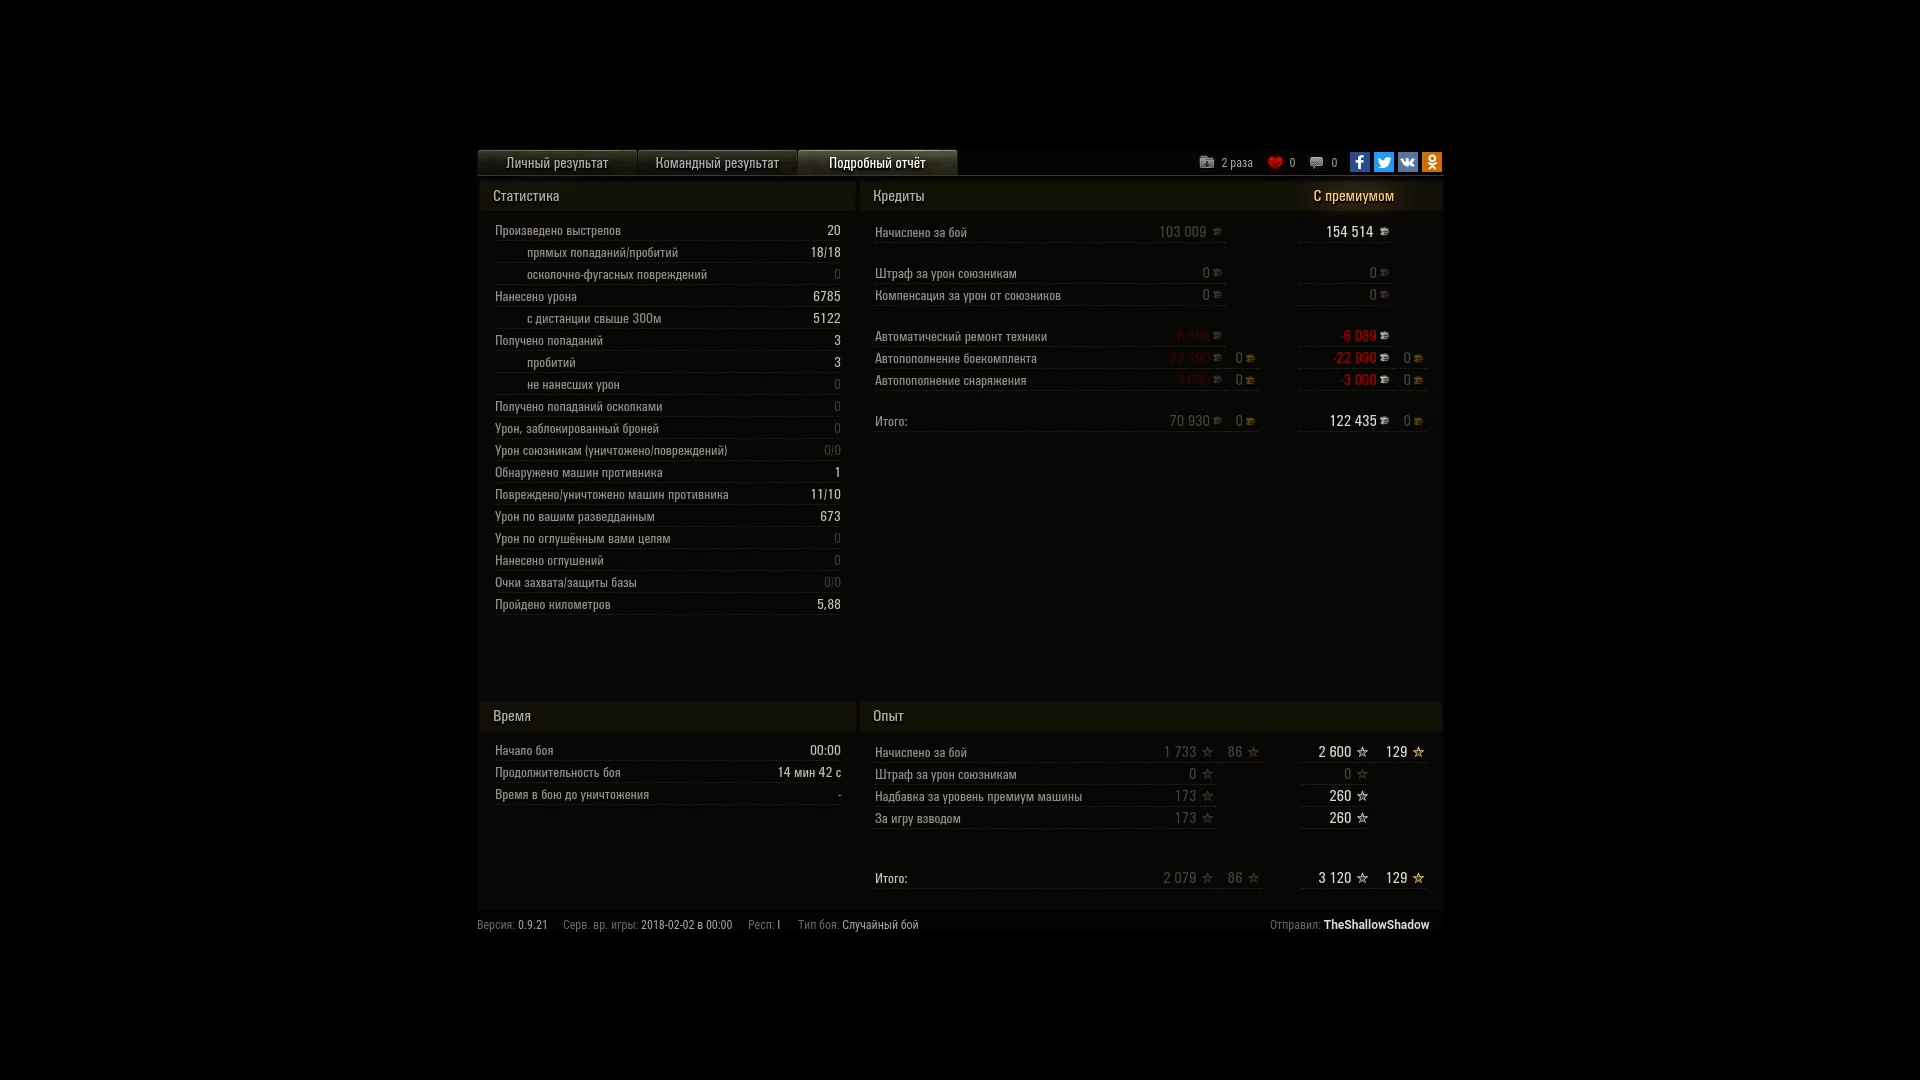 Личный результат Командный результат Подробный отчёт 2 раза 0 0
Статистика
Произведено выстрелов 20
прямых попаданий/пробитий 18/18
осколочно-фугасных повреждений 0
Нанесено урона 6785
с дистанции свыше 300м 5122
Получено попаданий 3
пробитий 3
не нанесших урон 0
Получено попаданий осколками 0
Урон, заблокированный броней 0
Урон союзникам (уничтожено/повреждений) 0/0
Обнаружено машин противника 1
Повреждено/уничтожено машин противника 11/10
Урон по вашим разведданным 673
Урон по оглушённым вами целям 0
Нанесено оглушений 0
Очки захвата/защиты базы 0/0
Пройдено километров 5,88
Кредиты С премиумом
Начислено за бой 103 009 154 514
Штраф за урон союзникам 0 0
Компенсация за урон от союзников 0 0
Автоматический ремонт техники -6 089 -6 089
Автопополнение боекомплекта -22 990 0 -22 990 0
Автопополнение снаряжения -3 000 0 -3 000 0
Итого: 70 930 0 122 435 0
Время
Начало боя 00:00
Продолжительность боя 14 мин 42 с
Время в бою до уничтожения -
Опыт
Начислено за бой 1 733 86 2 600 129
Штраф за урон союзникам 0 0
Надбавка за уровень премиум машины 173 260
За игру взводом 173 260
Итого: 2 079 86 3 120 129
Версия: 0.9.21 Серв. вр. игры: 2018-02-02 в 00:00 Респ: I Тип боя: Случайный бой Отправил: TheShallowShadow